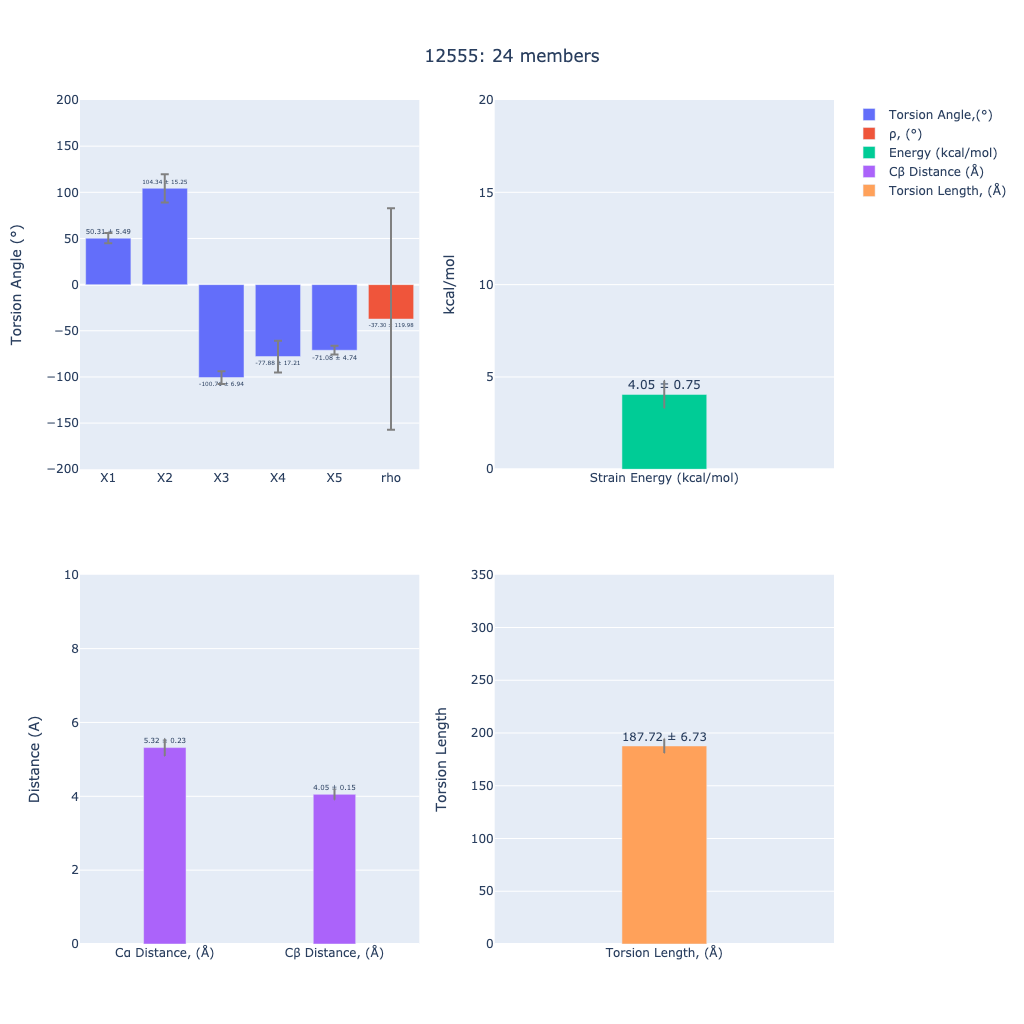 12555: 24 members
Torsion Angle (°)
200
150
100
50
0
−50
−100
−150
−200
50.31 ± 5.49
104.34 ± 15.25
± 6.94
-77.88 ± 17.21
-71.08 ± 4.74
-37.30 ± 119.98
X1 X2 X3 X4 X5 rho
kcal/mol
20
15
10
5
0
4.05 ± 0.75
Strain Energy (kcal/mol)
Torsion Angle,(°)
ρ, (°)
Energy (kcal/mol)
Cβ Distance (Å)
Torsion Length, (Å)
Distance (A)
10
8
6
4
2
0
5.32 ± 0.23
4.05 ± 0.15
Cα Distance, (Å) Cβ Distance, (Å)
Torsion Length
350
300
250
200
150
100
50
0
187.72 ± 6.73
Torsion Length, (Å)